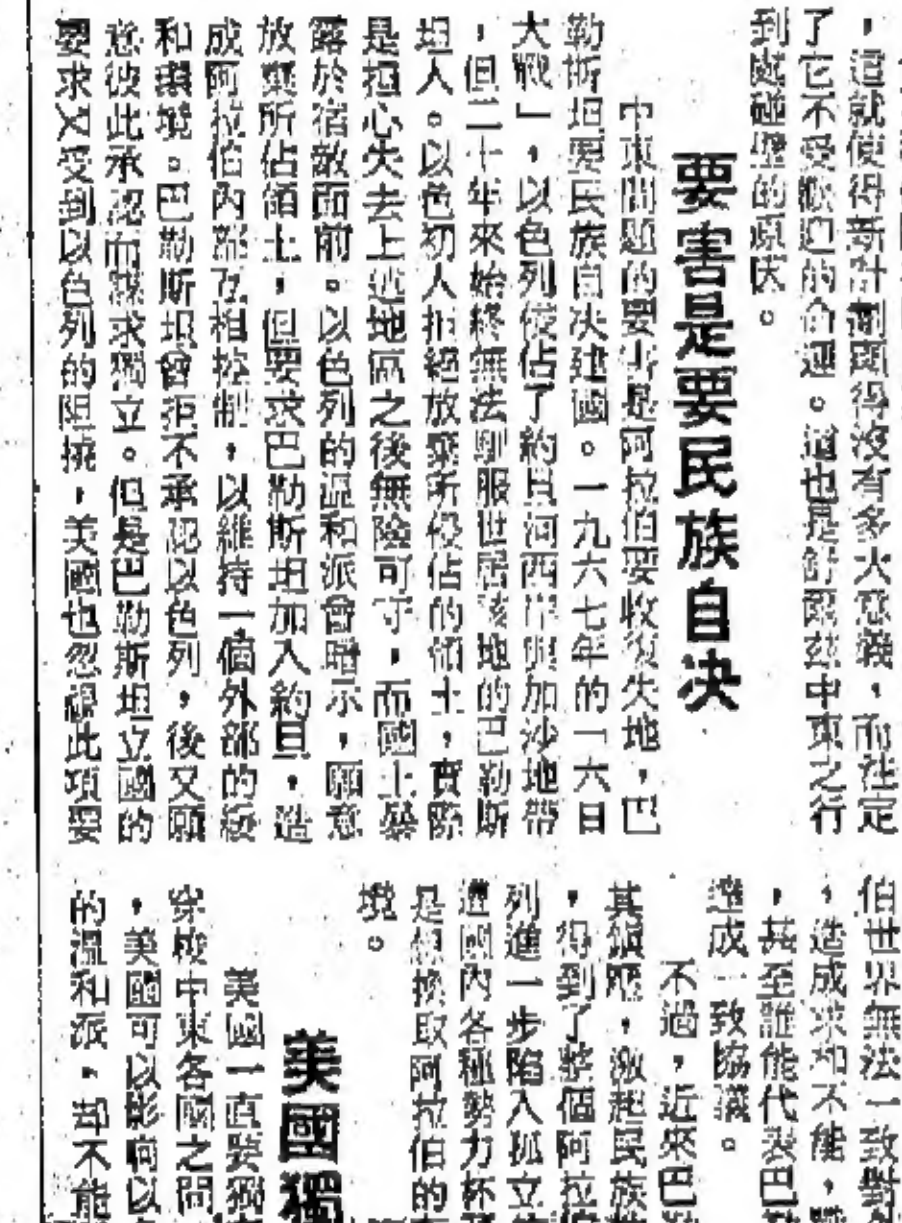 ，這就使得新計劃顯得沒有多大意義，而注定
了它不受歡迎的命運。這也是舒爾茲中東之行
到處碰壁的原因。
要害是要民族自决
中東問題的要害是阿拉伯要收復失地，巴
勒斯坦要民族自决建國。一九六七年的「六日
大戰」，以色列侵佔了約旦河西岸與加沙地帶
，但二十年來始終無法馴服世居該地的巴勒斯
坦人。以色列人拒絕放棄所侵佔的領土，實際
是担心失去上述地區之後無險可守，而國土暴
露於宿敵面前。以色列的溫和派會暗示，願意
放棄所佔領土，但要求巴勒斯坦加入約旦，造
成阿拉伯內部互相控制，以維持一個外部的緩
和環境。巴勒斯坦會拒不承認以色列，後又願
意彼此承認而謀求獨立。但是巴勒斯坦立國的
要求又受到以色列的阻撓，美國也忽視此項要
伯世界無法一致對
，造成求和不能，
，甚至誰能代表巴
達成一致協議。
不過，近來巴
其鎮壓，激起民族
，得到了整個阿拉
列進一步陷入孤立
遭國內各種勢力杯
是想換取阿拉伯的
境。
美國獨
美國一直要獨
穿梭中東各國之間
，美國可以影响以
的溫和派，却不能